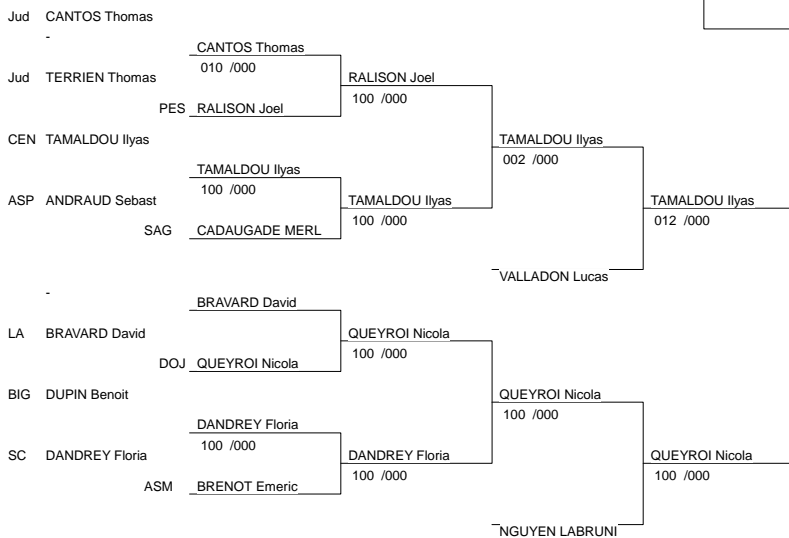 Jud CANTOS Thomas
-
CANTOS Thomas
010 /000
Jud TERRIEN Thomas
RALISON Joel
100 /000
PES RALISON Joel
CEN TAMALDOU Ilyas
TAMALDOU Ilyas
002 /000
TAMALDOU Ilyas
100 /000
ASP ANDRAUD Sebast
TAMALDOU Ilyas
100 /000
TAMALDOU Ilyas
012 /000
SAG CADAUGADE MERL
VALLADON Lucas
-
BRAVARD David
LA BRAVARD David
QUEYROI Nicola
100 /000
DOJ QUEYROI Nicola
BIG DUPIN Benoit
QUEYROI Nicola
100 /000
DANDREY Floria
100 /000
SC DANDREY Floria
DANDREY Floria
100 /000
QUEYROI Nicola
100 /000
ASM BRENOT Emeric
NGUYEN LABRUNI